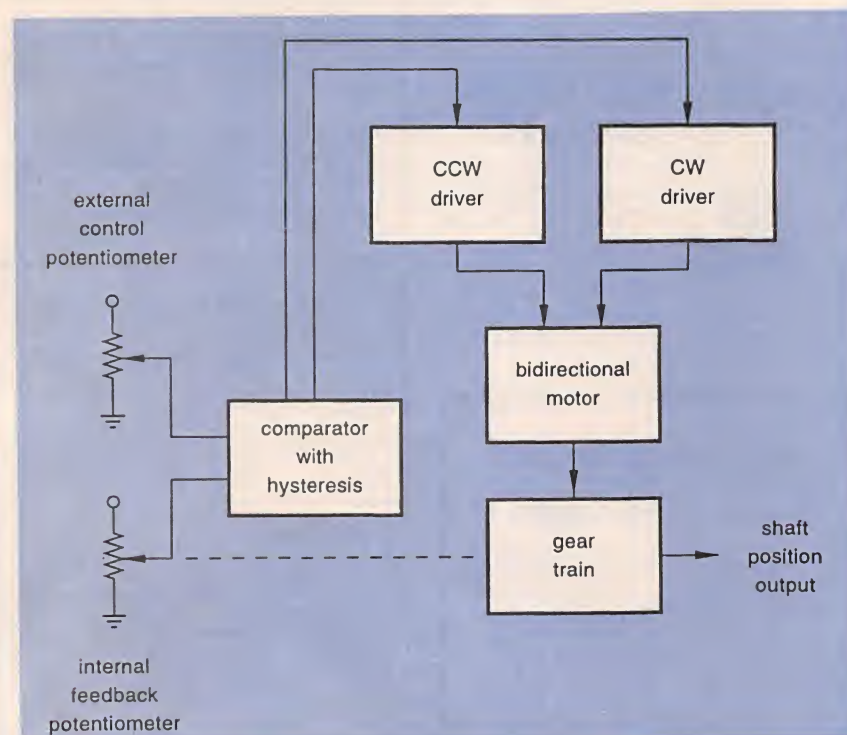 CCW
driver
CW
driver
external
control
potentiometer
bidirectional
motor
comparator
with
hysteresis
gear
train
shaft
position
output
internal
feedback
potentiometer